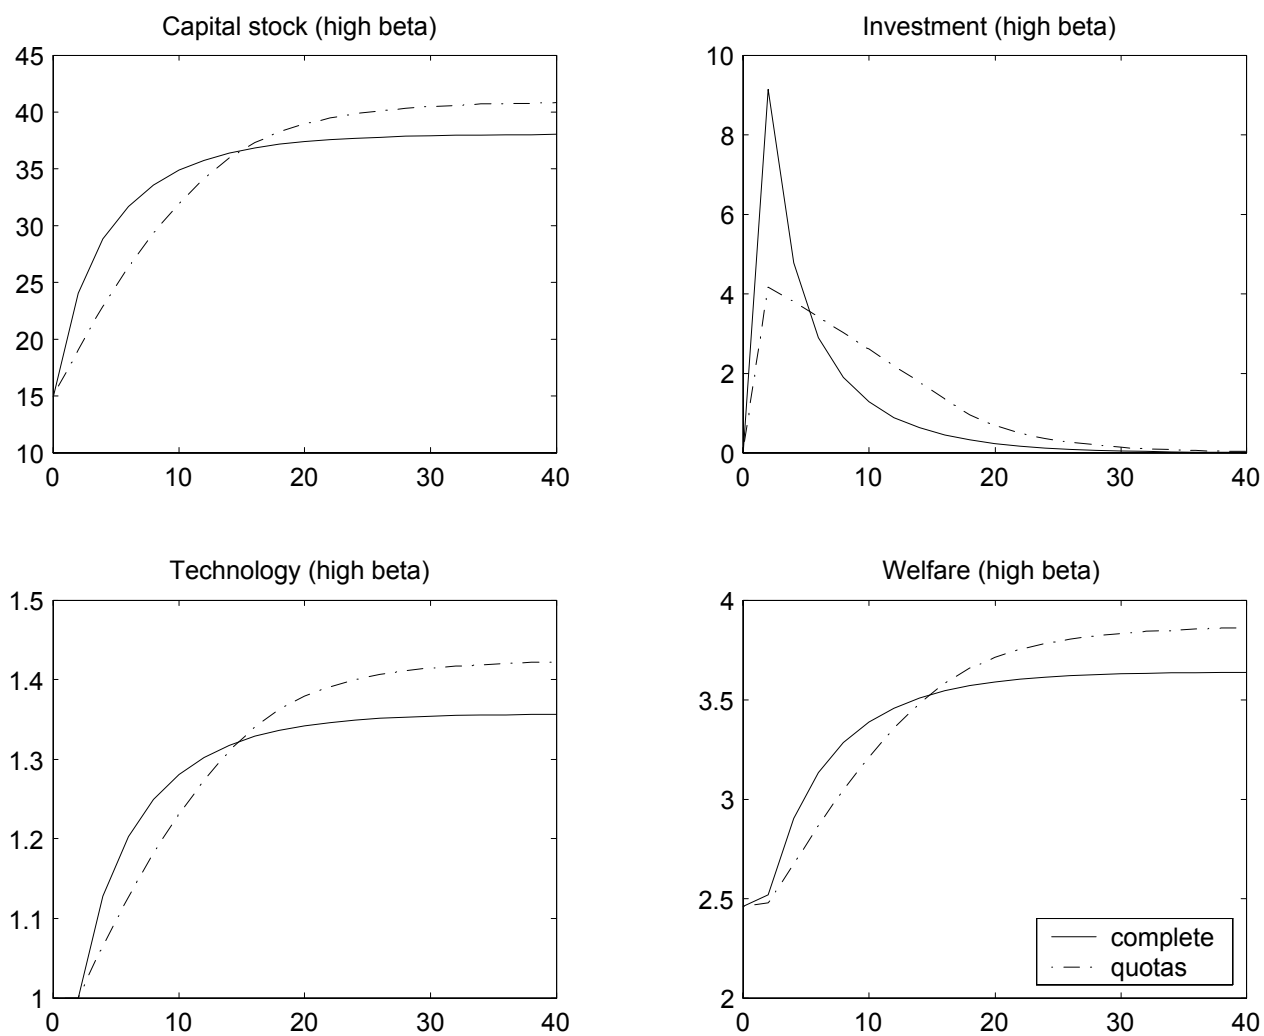 Capital stock (high beta)
45
40
35
30
25
20
15
10
0 10 20 30 40
Investment (high beta)
10
8
6
4
2
0
0 10 20 30 40
Technology (high beta)
1.5
1.4
1.3
1.2
1.1
1
0 10 20 30 40
Welfare (high beta)
4
3.5
3
2.5
2
0 10 20 30 40
complete
quotas